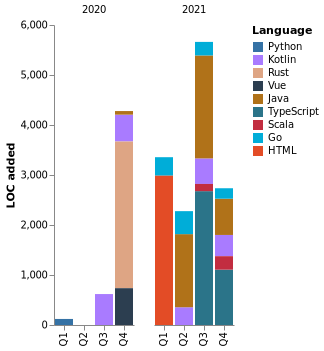 2020 2021
Language
Python
Kotlin
Rust
Vue
Java
TypeScript
Scala
Go
HTML
LOC added
6,000
5,000
4,000
3,000
2,000
1,000
0
Q1 Q2 Q3 Q4 Q1 Q2 Q3 Q4